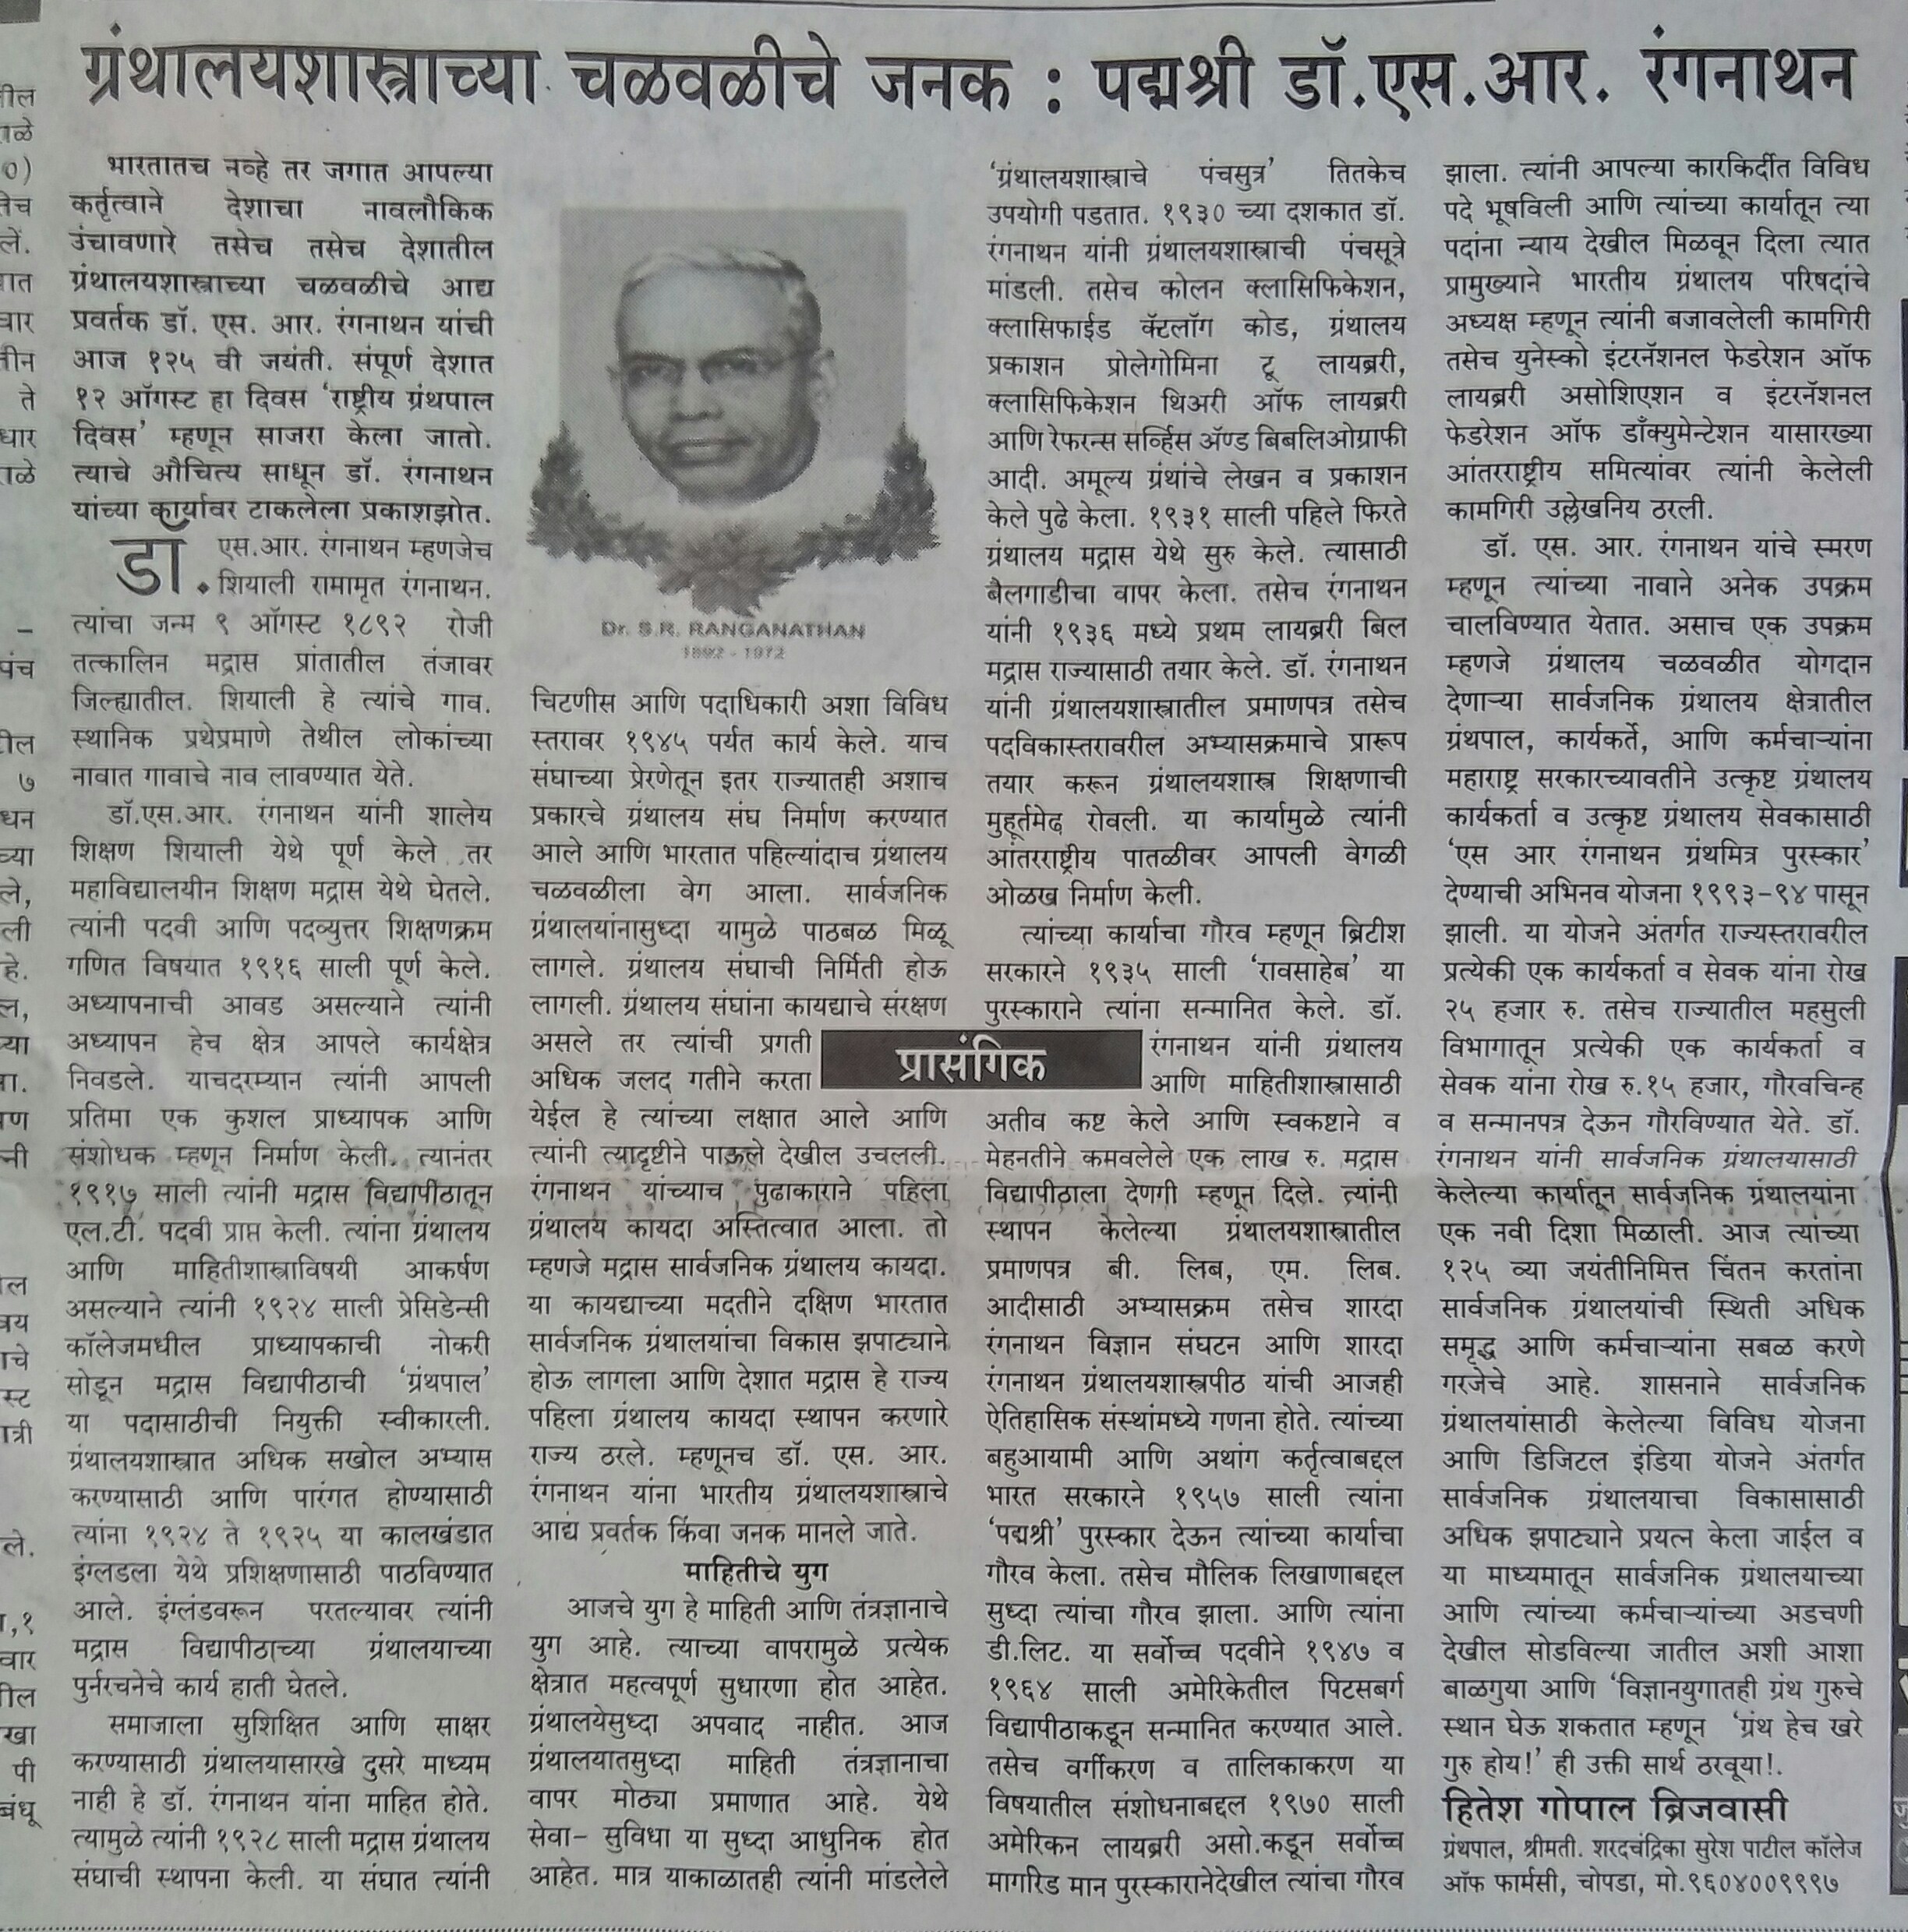 ग्रंथालयशास्त्राच्या चळवळीचे जनक : पद्मश्री डॉ.एस.आर. रंगनाथन
भारतातच नव्हे तर जगात आपल्या
कर्तृत्वाने देशाचा नावलौकिक
उंचावणारे तसेच तसेच देशातील
ग्रंथालयशास्त्राच्या चळवळीचे आद्य
प्रवर्तक डॉ. एस. आर. रंगनाथन यांची
आज १२५ वी जयंती. संपूर्ण देशात
१२ ऑगस्ट हा दिवस ‘राष्ट्रीय ग्रंथपाल
दिवस’ म्हणून साजरा केला जातो.
त्याचे औचित्य साधून डॉ. रंगनाथन
यांच्या कार्यावर टाकलेला प्रकाशझोत.
डॉ. एस.आर. रंगनाथन म्हणजेच
शियाली रामामृत रंगनाथन.
त्यांचा जन्म ९ ऑगस्ट १८९२ रोजी
तत्कालिन मद्रास प्रांतातील तंजावर
जिल्ह्यातील. शियाली हे त्यांचे गाव.
स्थानिक प्रथेप्रमाणे तेथील लोकांच्या
नावात गावाचे नाव लावण्यात येते.
डॉ.एस.आर. रंगनाथन यांनी शालेय
शिक्षण शियाली येथे पूर्ण केले तर
महाविद्यालयीन शिक्षण मद्रास येथे घेतले.
त्यांनी पदवी आणि पदव्युत्तर शिक्षणक्रम
गणित विषयात १९१६ साली पूर्ण केले.
अध्यापनाची आवड असल्याने त्यांनी
अध्यापन हेच क्षेत्र आपले कार्यक्षेत्र
निवडले. याचदरम्यान त्यांनी आपली
प्रतिमा एक कुशल प्राध्यापक आणि
संशोधक म्हणून निर्माण केली. त्यानंतर
१९१७ साली त्यांनी मद्रास विद्यापीठातून
एल.टी. पदवी प्राप्त केली. त्यांना ग्रंथालय
आणि माहितीशास्त्राविषयी आकर्षण
असल्याने त्यांनी १९२४ साली प्रेसिडेन्सी
कॉलेजमधील प्राध्यापकाची नोकरी
सोडून मद्रास विद्यापीठाची ‘ग्रंथपाल’
या पदासाठीची नियुक्ती स्वीकारली.
ग्रंथालयशास्त्रात अधिक सखोल अभ्यास
करण्यासाठी आणि पारंगत होण्यासाठी
त्यांना १९२४ ते १९२५ या कालखंडात
इंग्लडला येथे प्रशिक्षणासाठी पाठविण्यात
आले. इंग्लंडवरून परतल्यावर त्यांनी
मद्रास विद्यापीठाच्या ग्रंथालयाच्या
पुर्नरचनेचे कार्य हाती घेतले.
समाजाला सुशिक्षित आणि साक्षर
करण्यासाठी ग्रंथालयासारखे दुसरे माध्यम
नाही हे डॉ. रंगनाथन यांना माहित होते.
त्यामुळे त्यांनी १९२८ साली मद्रास ग्रंथालय
संघाची स्थापना केली. या संघात त्यांनी
Dr. S.R. RANGANATHAN
1892 - 1972
चिटणीस आणि पदाधिकारी अशा विविध
स्तरावर १९४५ पर्यत कार्य केले. याच
संघाच्या प्रेरणेतून इतर राज्यातही अशाच
प्रकारचे ग्रंथालय संघ निर्माण करण्यात
आले आणि भारतात पहिल्यांदाच ग्रंथालय
चळवळीला वेग आला. सार्वजनिक
ग्रंथालयांनासुध्दा यामुळे पाठबळ मिळू
लागले. ग्रंथालय संघाची निर्मिती होऊ
लागली. ग्रंथालय संघांना कायद्याचे संरक्षण
असले तर त्यांची प्रगती
अधिक जलद गतीने करता
येईल हे त्यांच्या लक्षात आले आणि
त्यांनी त्यादृष्टीने पाऊले देखील उचलली.
रंगनाथन यांच्याच पुढाकाराने पहिला
ग्रंथालय कायदा अस्तित्वात आला. तो
म्हणजे मद्रास सार्वजनिक ग्रंथालय कायदा.
या कायद्याच्या मदतीने दक्षिण भारतात
सार्वजनिक ग्रंथालयांचा विकास झपाट्याने
होऊ लागला आणि देशात मद्रास हे राज्य
पहिला ग्रंथालय कायदा स्थापन करणारे
राज्य ठरले. म्हणूनच डॉ. एस. आर.
रंगनाथन यांना भारतीय ग्रंथालयशास्त्राचे
आद्य प्रवर्तक किंवा जनक मानले जाते.
माहितीचे युग
आजचे युग हे माहिती आणि तंत्रज्ञानाचे
युग आहे. त्याच्या वापरामुळे प्रत्येक
क्षेत्रात महत्वपूर्ण सुधारणा होत आहेत.
ग्रंथालयेसुध्दा अपवाद नाहीत. आज
ग्रंथालयातसुध्दा माहिती तंत्रज्ञानाचा
वापर मोठ्या प्रमाणात आहे. येथे
सेवा- सुविधा या सुध्दा आधुनिक होत
आहेत. मात्र याकाळातही त्यांनी मांडलेले
प्रासंगिक
‘ग्रंथालयशास्त्राचे पंचसुत्र’ तितकेच
उपयोगी पडतात. १९३० च्या दशकात डॉ.
रंगनाथन यांनी ग्रंथालयशास्त्राची पंचसूत्रे
मांडली. तसेच कोलन क्लासिफिकेशन,
क्लासिफाईड कॅटलॉग कोड, ग्रंथालय
प्रकाशन प्रोलेगोमिना टू लायब्ररी,
क्लासिफिकेशन थिअरी ऑफ लायब्ररी
आणि रेफरन्स सर्व्हिस ॲण्ड बिबलिओग्राफी
आदी. अमूल्य ग्रंथांचे लेखन व प्रकाशन
केले पुढे केला. १९३१ साली पहिले फिरते
ग्रंथालय मद्रास येथे सुरु केले. त्यासाठी
बैलगाडीचा वापर केला. तसेच रंगनाथन
यांनी १९३६ मध्ये प्रथम लायब्ररी बिल
मद्रास राज्यासाठी तयार केले. डॉ. रंगनाथन
यांनी ग्रंथालयशास्त्रातील प्रमाणपत्र तसेच
पदविकास्तरावरील अभ्यासक्रमाचे प्रारूप
तयार करून ग्रंथालयशास्त्र शिक्षणाची
मुहूर्तमेढ रोवली. या कार्यामुळे त्यांनी
आंतरराष्ट्रीय पातळीवर आपली वेगळी
ओळख निर्माण केली.
त्यांच्या कार्याचा गौरव म्हणून ब्रिटीश
सरकारने १९३५ साली ‘रावसाहेब’ या
पुरस्काराने त्यांना सन्मानित केले. डॉ.
रंगनाथन यांनी ग्रंथालय
आणि माहितीशास्त्रासाठी
अतीव कष्ट केले आणि स्वकष्टाने व
मेहनतीने कमवलेले एक लाख रु. मद्रास
विद्यापीठाला देणगी म्हणून दिले. त्यांनी
स्थापन केलेल्या ग्रंथालयशास्त्रातील
प्रमाणपत्र बी. लिब, एम. लिब.
आदीसाठी अभ्यासक्रम तसेच शारदा
रंगनाथन विज्ञान संघटन आणि शारदा
रंगनाथन ग्रंथालयशास्त्रपीठ यांची आजही
ऐतिहासिक संस्थांमध्ये गणना होते. त्यांच्या
बहुआयामी आणि अथांग कर्तृत्वाबद्दल
भारत सरकारने १९५७ साली त्यांना
‘पद्मश्री’ पुरस्कार देऊन त्यांच्या कार्याचा
गौरव केला. तसेच मौलिक लिखाणाबद्दल
सुध्दा त्यांचा गौरव झाला. आणि त्यांना
डी.लिट. या सर्वोच्च पदवीने १९४७ व
१९६४ साली अमेरिकेतील पिटसबर्ग
विद्यापीठाकडून सन्मानित करण्यात आले.
तसेच वर्गीकरण व तालिकाकरण या
विषयातील संशोधनाबद्दल १९७० साली
अमेरिकन लायब्ररी असो.कडून सर्वोच्च
मागरिड मान पुरस्कारानेदेखील त्यांचा गौरव
झाला. त्यांनी आपल्या कारकिर्दीत विविध
पदे भूषविली आणि त्यांच्या कार्यातून त्या
पदांना न्याय देखील मिळवून दिला त्यात
प्रामुख्याने भारतीय ग्रंथालय परिषदांचे
अध्यक्ष म्हणून त्यांनी बजावलेली कामगिरी
तसेच युनेस्को इंटरनॅशनल फेडरेशन ऑफ
लायब्ररी असोशिएशन व इंटरनॅशनल
फेडरेशन ऑफ डॉंक्युमेन्टेशन यासारख्या
आंतरराष्ट्रीय समित्यांवर त्यांनी केलेली
कामगिरी उल्लेखनिय ठरली.
डॉ. एस. आर. रंगनाथन यांचे स्मरण
म्हणून त्यांच्या नावाने अनेक उपक्रम
चालविण्यात येतात. असाच एक उपक्रम
म्हणजे ग्रंथालय चळवळीत योगदान
देणाऱ्या सार्वजनिक ग्रंथालय क्षेत्रातील
ग्रंथपाल, कार्यकर्ते, आणि कर्मचाऱ्यांना
महाराष्ट्र सरकारच्यावतीने उत्कृष्ट ग्रंथालय
कार्यकर्ता व उत्कृष्ट ग्रंथालय सेवकासाठी
‘एस आर रंगनाथन ग्रंथमित्र पुरस्कार’
देण्याची अभिनव योजना १९९३-९४ पासून
झाली. या योजने अंतर्गत राज्यस्तरावरील
प्रत्येकी एक कार्यकर्ता व सेवक यांना रोख
२५ हजार रु. तसेच राज्यातील महसुली
विभागातून प्रत्येकी एक कार्यकर्ता व
सेवक यांना रोख रु.१५ हजार, गौरवचिन्ह
व सन्मानपत्र देऊन गौरविण्यात येते. डॉ.
रंगनाथन यांनी सार्वजनिक ग्रंथालयासाठी
केलेल्या कार्यातून सार्वजनिक ग्रंथालयांना
एक नवी दिशा मिळाली. आज त्यांच्या
१२५ व्या जयंतीनिमित्त चिंतन करतांना
सार्वजनिक ग्रंथालयांची स्थिती अधिक
समृद्ध आणि कर्मचाऱ्यांना सबळ करणे
गरजेचे आहे. शासनाने सार्वजनिक
ग्रंथालयांसाठी केलेल्या विविध योजना
आणि डिजिटल इंडिया योजने अंतर्गत
सार्वजनिक ग्रंथालयाचा विकासासाठी
अधिक झपाट्याने प्रयत्न केला जाईल व
या माध्यमातून सार्वजनिक ग्रंथालयाच्या
आणि त्यांच्या कर्मचाऱ्यांच्या अडचणी
देखील सोडविल्या जातील अशी आशा
बाळगुया आणि ‘विज्ञानयुगातही ग्रंथ गुरुचे
स्थान घेऊ शकतात म्हणून ‘ग्रंथ हेच खरे
गुरु होय!’ ही उक्ती सार्थ ठरवूया!.
हितेश गोपाल ब्रिजवासी
ग्रंथपाल, श्रीमती. शरदचंद्रिका सुरेश पाटील कॉलेज
ऑफ फार्मसी, चोपडा, मो.९६०४००९९९७